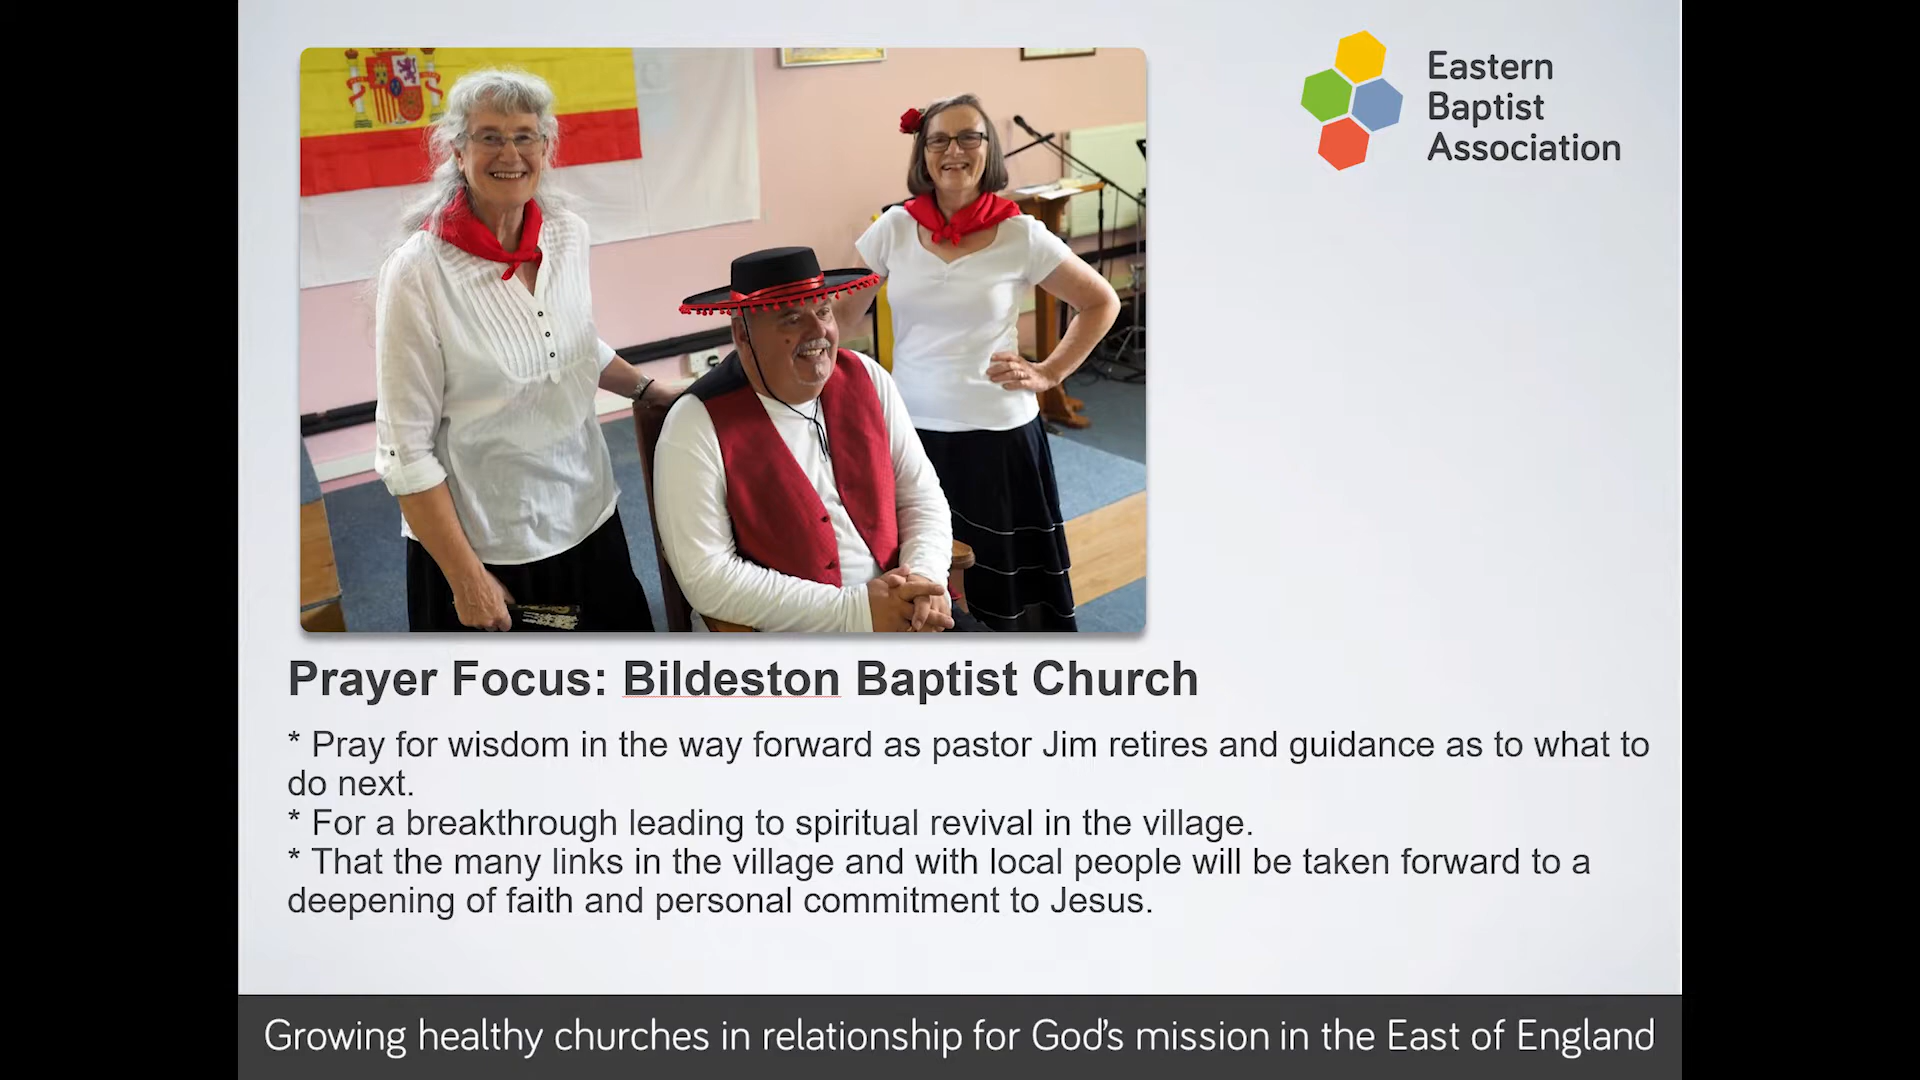 Eastern
Baptist
Association
Prayer Focus: Bildeston Baptist Church
* Pray for wisdom in the way forward as pastor Jim retires and guidance as to what to
do next.
* For a breakthrough leading to spiritual revival in the village.
* That the many links in the village and with local people will be taken forward to a
deepening of faith and personal commitment to Jesus.
Growing healthy churches in relationship for God's mission in the East of England